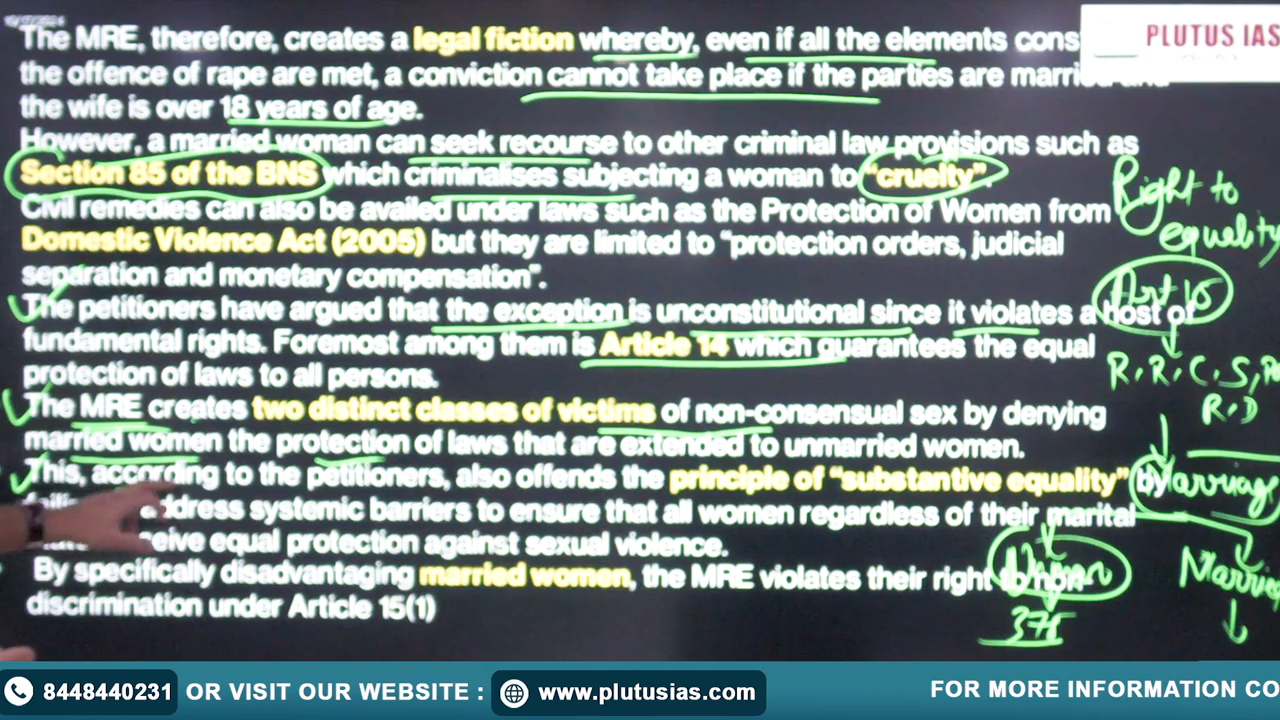 The MRE, therefore, creates a legal fiction whereby, even if all the elements
the offence of rape are met, a conviction cannot take place if the parties are married and
the wife is over 18 years of age.
However, a married woman can seek recourse to other criminal law provisions such as
Section 85 of the BNS which criminalises subjecting a woman to “cruelty”.
Civil remedies can also be availed under laws such as the Protection of Women from
Domestic Violence Act (2005) but they are limited to “protection orders, judicial
separation and monetary compensation”.
The petitioners have argued that the exception is unconstitutional since it violates a host of
fundamental rights. Foremost among them is Article 14 which guarantees the equal
protection of laws to all persons.
The MRE creates two distinct classes of victims of non-consensual sex by denying
married women the protection of laws that are extended to unmarried women.
This, according to the petitioners, also offends the principle of “substantive equality” by
address systemic barriers to ensure that all women regardless of their marital
equal protection against sexual violence.
By specifically disadvantaging married women, the MRE violates their right to non
discrimination under Article 15(1)
PLUTUS IAS
Right to
equality
Art 15
R. R. C. S,
R. D
Marriage
Women
375
8448440231 OR VISIT OUR WEBSITE : www.plutusias.com
FOR MORE INFORMATION CO